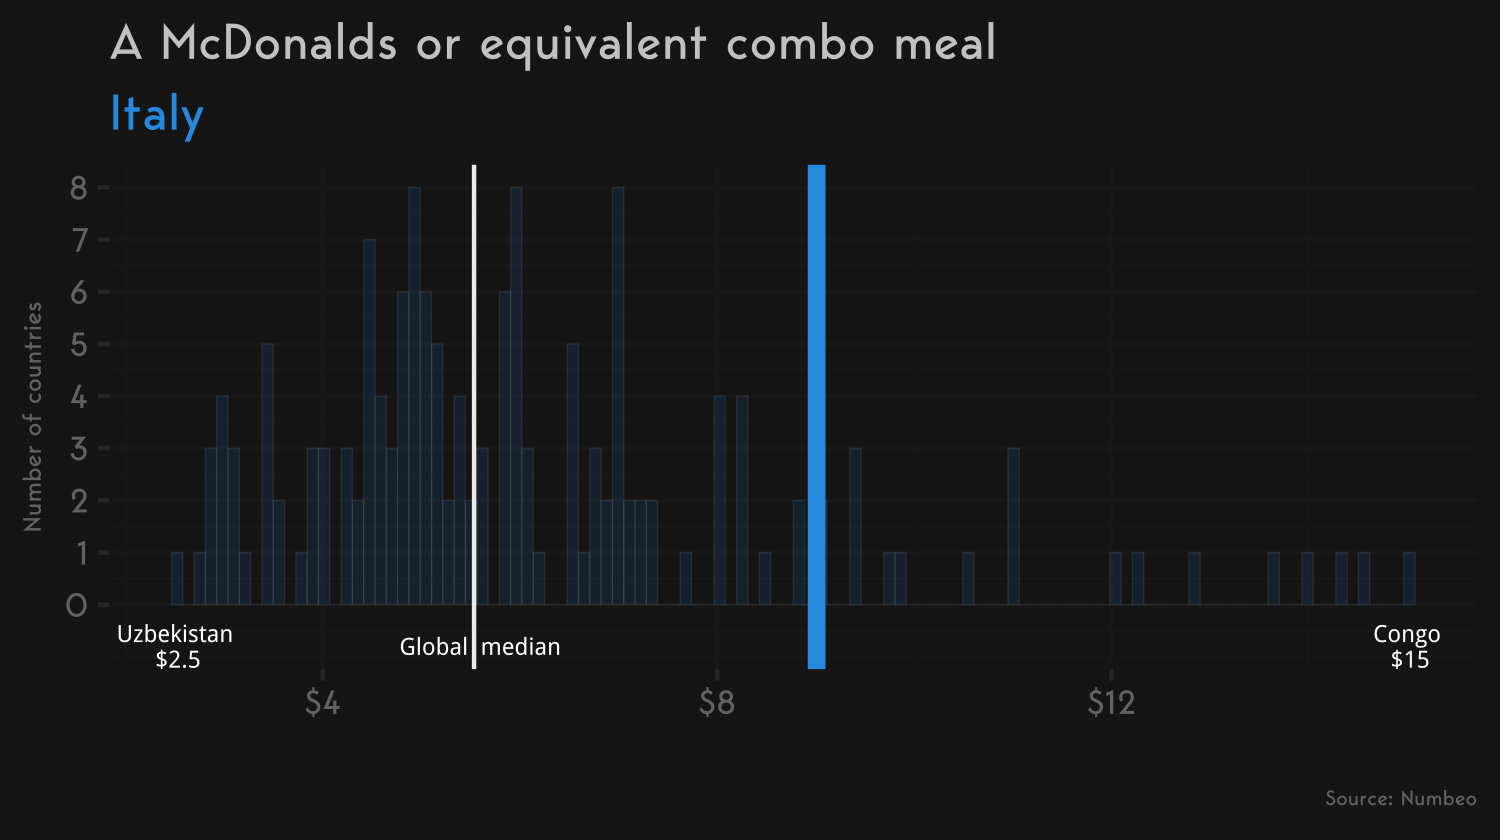 A McDonalds or equivalent combo meal
Italy
Number of countries
8
7
6
5
4
3
2
1
0
Uzbekistan
$2.5
Global median
Congo
$15
$4 $8 $12
Source: Numbeo